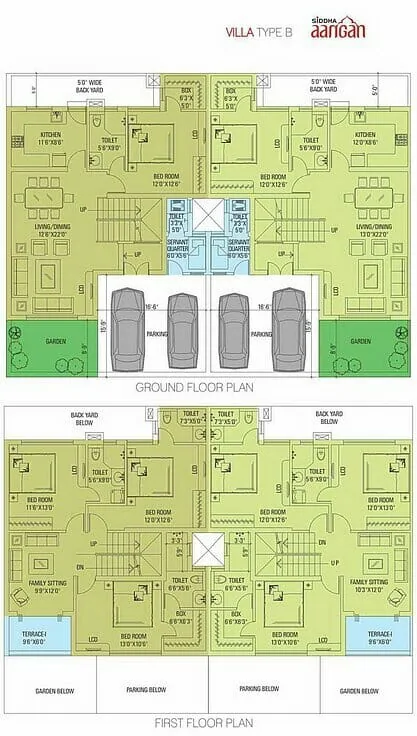 VILLA TYPE B
SIDDHA
aangan
5'0" WIDE
BACK YARD
5'0"
BOX
6'3"X
5'0"
BOX
6'3"X
5'0"
5'0" WIDE
BACK YARD
5'0"
KITCHEN
11'6"X8'6"
TOILET
5'6"X9'0"
BED ROOM
12'0"X12'6"
BED ROOM
12'0"X12'6"
TOILET
5'6"X9'0"
KITCHEN
12'0"X8'6"
LIVING/DINING
12'6"X22'0"
UP
TOILET
3'3"X
5'0"
TOILET
3'3"X
5'0"
UP
LIVING/DINING
13'0"X22'0"
SERVANT
QUARTER
6'0"X5'6"
SERVANT
QUARTER
6'0"X5'6"
LCD
UP
UP
LCD
GARDEN
15'9"
16'-6"
PARKING
16'-6"
PARKING
15'9"
GARDEN
GROUND FLOOR PLAN
BACK YARD
BELOW
TOILET
7'3"X5'0"
TOILET
7'3"X5'0"
BACK YARD
BELOW
LCD
TOILET
5'6"X9'0"
TOILET
5'6"X9'0"
LCD
BED ROOM
11'6"X13'0"
BED ROOM
12'0"X12'6"
BED ROOM
12'0"X12'6"
BED ROOM
12'0"X13'0"
UP
DN
UP
DN
3'-3"
5'9"
3'-3"
5'9"
FAMILY SITTING
9'9"X12'0"
TOILET
6'6"X5'6"
TOILET
6'6"X5'6"
FAMILY SITTING
10'3"X12'0"
TERRACE-I
9'6"X6'0"
LCD
BED ROOM
13'0"X10'6"
BOX
6'6"X6'3"
BOX
6'6"X6'3"
BED ROOM
13'0"X10'6"
LCD
TERRACE-I
9'6"X6'0"
GARDEN BELOW
PARKING BELOW
PARKING BELOW
GARDEN BELOW
FIRST FLOOR PLAN